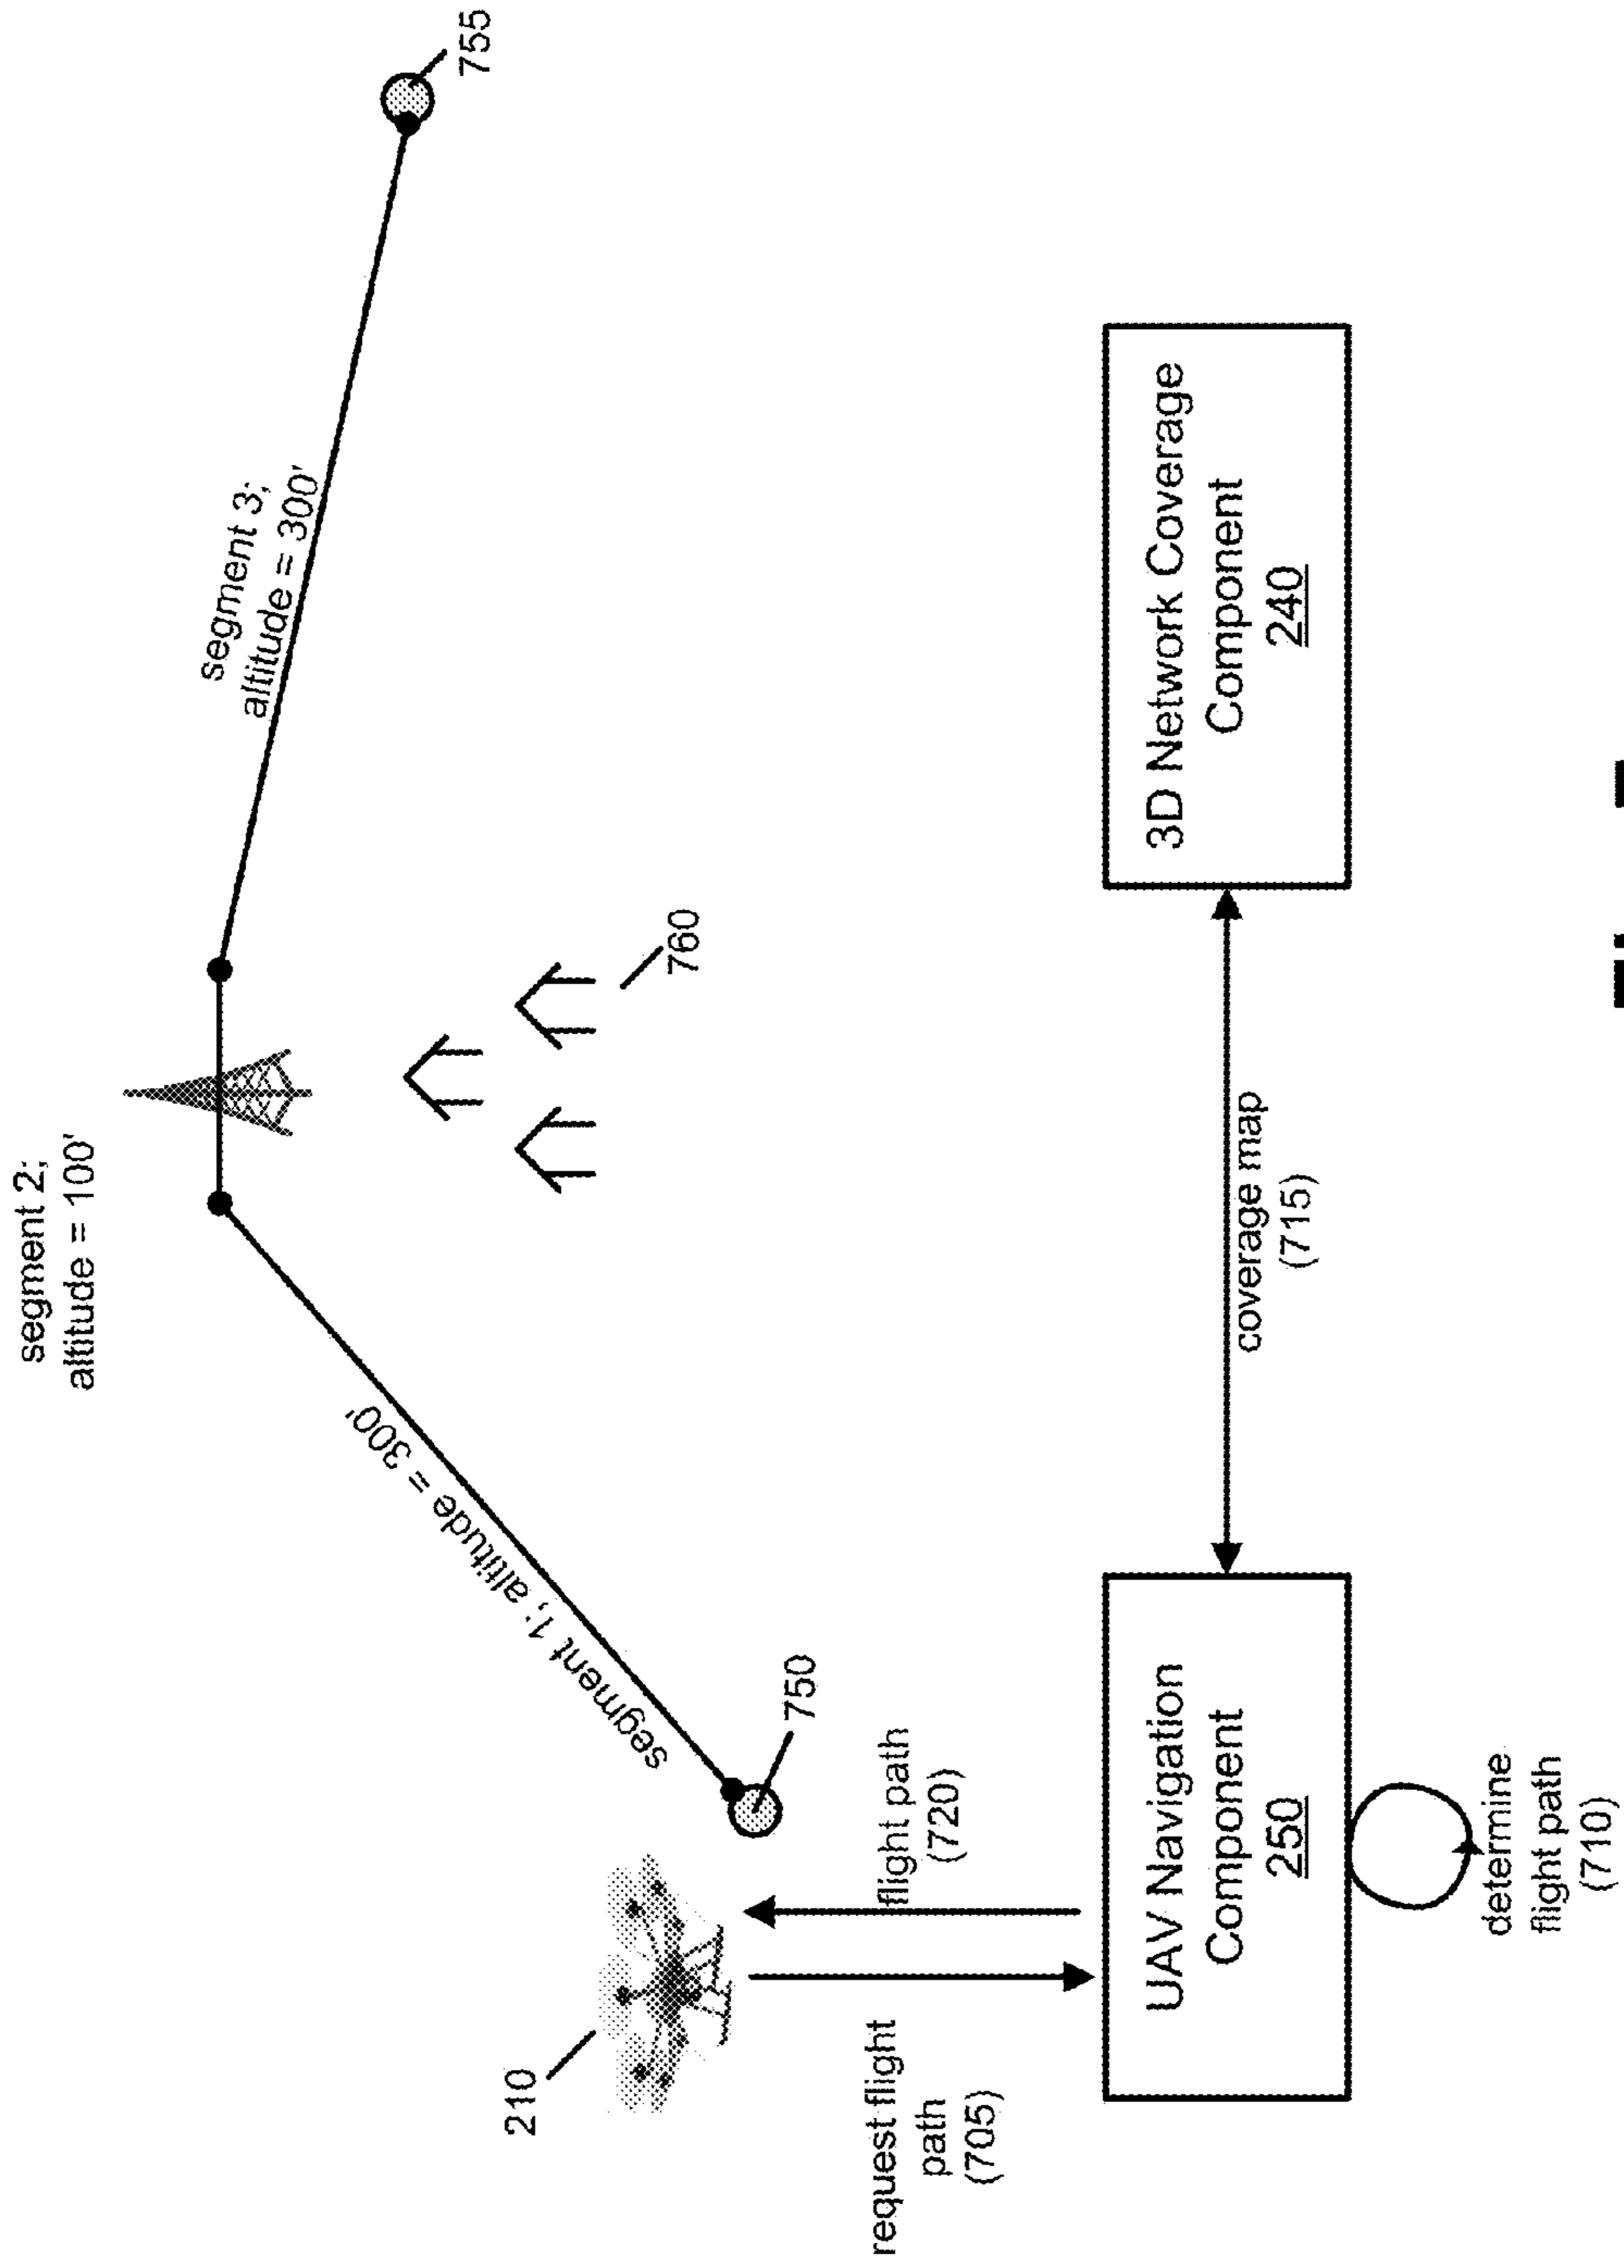 segment 2;
altitude = 100'
segment 3;
altitude = 300'
755
segment 1; altitude = 300'
760
210
750
request flight
path
(705)
flight path
(720)
UAV Navigation
Component
250
coverage map
(715)
3D Network Coverage
Component
240
determine
flight path
(710)